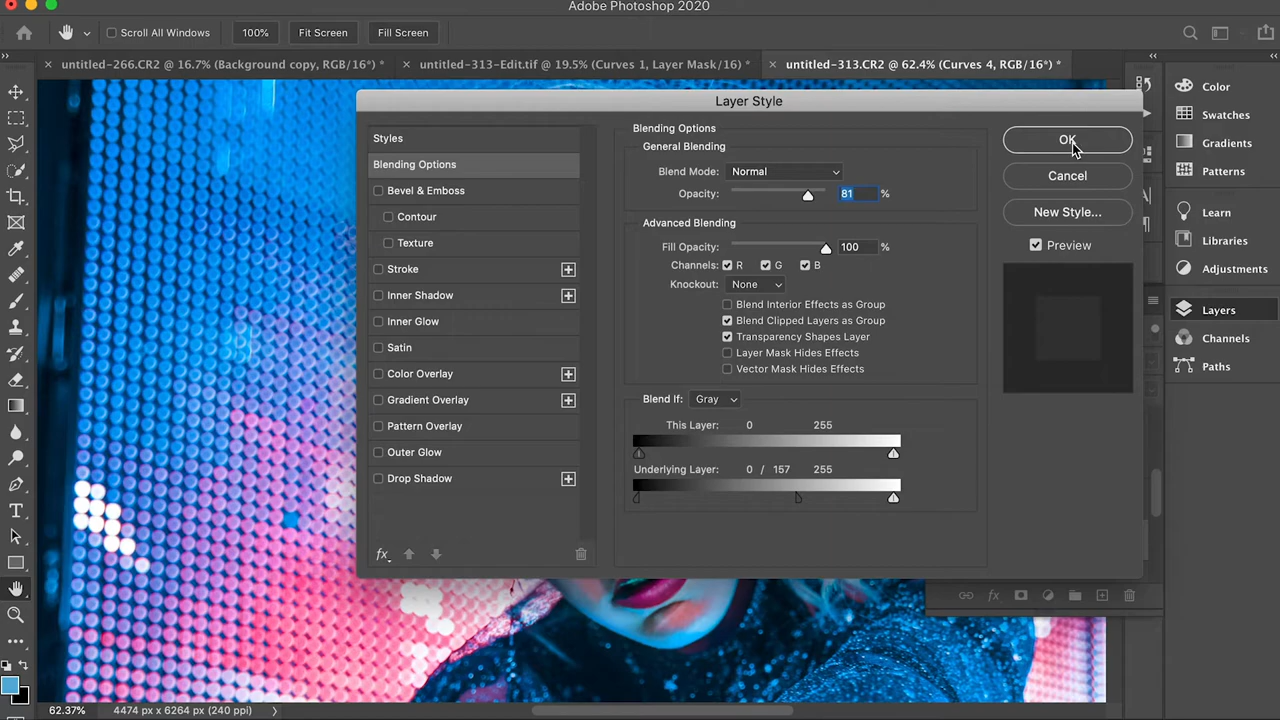 Adobe Photoshop 2020
Scroll All Windows 100% Fit Screen Fill Screen
untitled-266.CR2 @ 16.7% (Background copy, RGB/16*) * untitled-313-Edit.tif @ 19.5% (Curves 1, Layer Mask/16) * untitled-313.CR2 @ 62.4% (Curves 4, RGB/16*) *
Layer Style
Styles
Blending Options
Bevel & Emboss
Contour
Texture
Stroke
Inner Shadow
Inner Glow
Satin
Color Overlay
Gradient Overlay
Pattern Overlay
Outer Glow
Drop Shadow
fx
Blending Options
General Blending
Blend Mode: Normal
Opacity: 81 %
Advanced Blending
Fill Opacity: 100 %
Channels: R G B
Knockout: None
Blend Interior Effects as Group
Blend Clipped Layers as Group
Transparency Shapes Layer
Layer Mask Hides Effects
Vector Mask Hides Effects
Blend If: Gray
This Layer: 0 255
Underlying Layer: 0 / 157 255
OK
Cancel
New Style...
Preview
Color
Swatches
Gradients
Patterns
Learn
Libraries
Adjustments
Layers
Channels
Paths
fx
62.37% 4474 px x 6264 px (240 ppi)